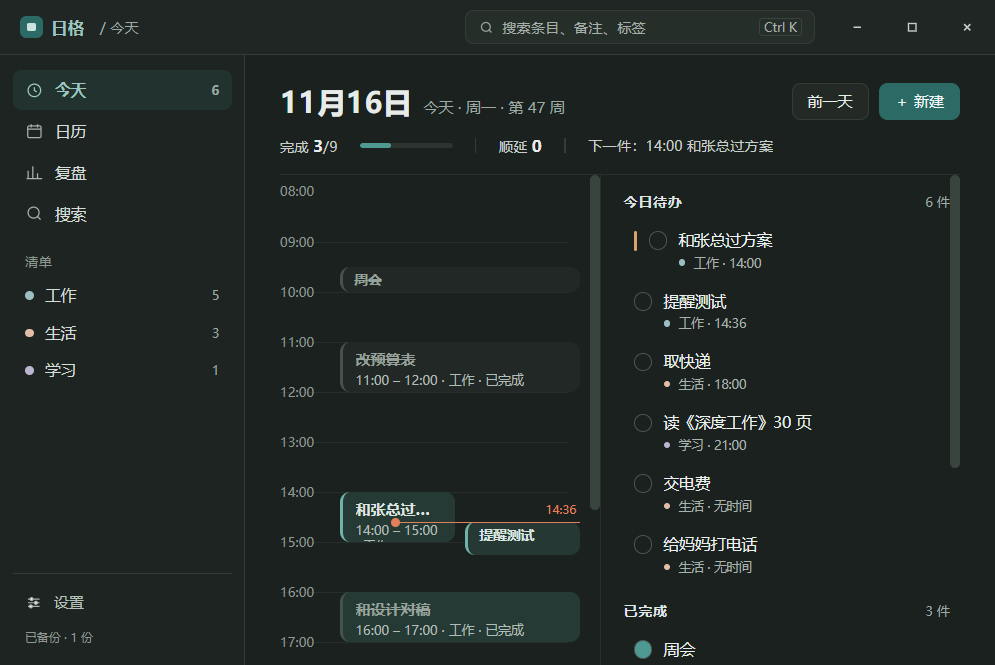 日格 / 今天
搜索条目、备注、标签 Ctrl K
今天 6
日历
复盘
搜索
清单
工作 5
生活 3
学习 1
设置
已备份 · 1 份
11月16日 今天 · 周一 · 第 47 周
前一天
+ 新建
完成 3/9
顺延 0
下一件：14:00 和张总过方案
08:00
09:00
周会
10:00
11:00
改预算表
11:00 – 12:00 · 工作 · 已完成
12:00
13:00
14:00
和张总过…
14:00 – 15:00
14:36
提醒测试
15:00
16:00
和设计对稿
16:00 – 17:00 · 工作 · 已完成
17:00
今日待办 6 件
和张总过方案
工作 · 14:00
提醒测试
工作 · 14:36
取快递
生活 · 18:00
读《深度工作》30 页
学习 · 21:00
交电费
生活 · 无时间
给妈妈打电话
生活 · 无时间
已完成 3 件
周会